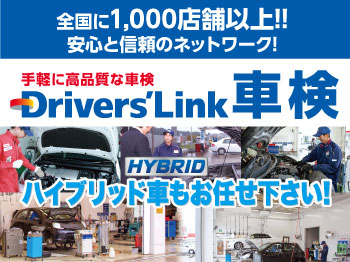 全国に1,000店舗以上!!
安心と信頼のネットワーク!
手軽に高品質な車検
Drivers'Link 車検
HYBRID
ハイブリッド車もお任せ下さい!